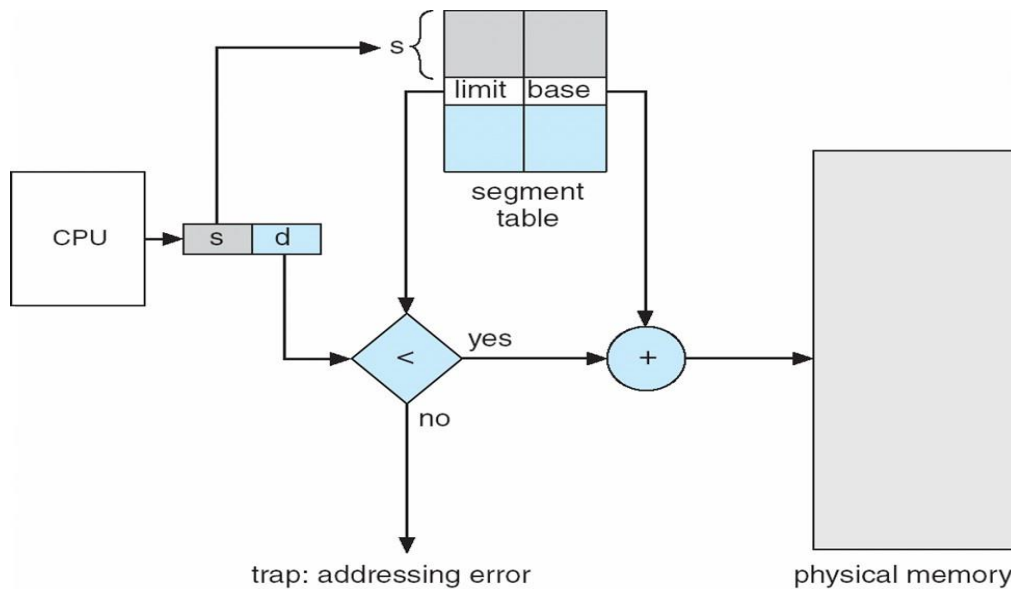 s
limit base
segment
table
CPU
s d
<
yes
+
no
trap: addressing error
physical memory